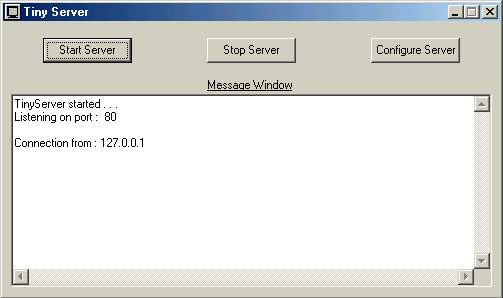 Tiny Server
Start Server
Stop Server
Configure Server
Message Window
TinyServer started . . .
Listening on port : 80
Connection from : 127.0.0.1